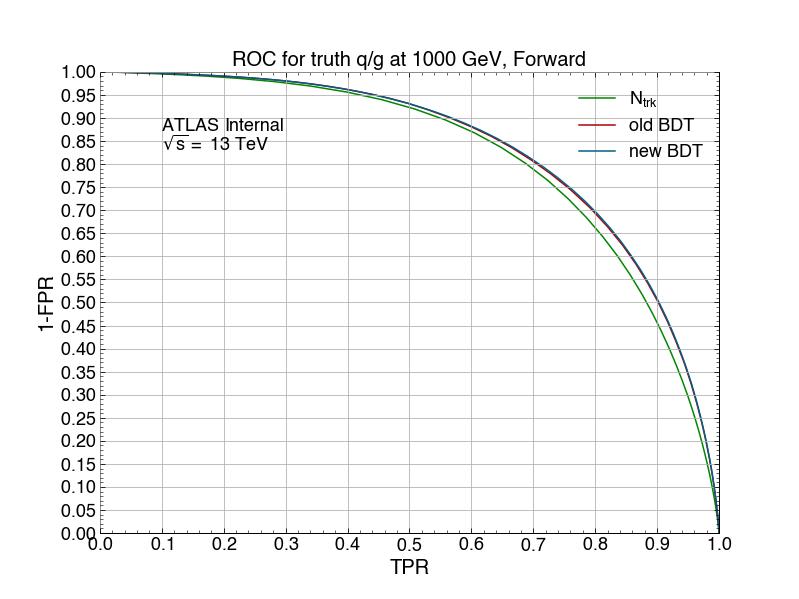 ROC for truth q/g at 1000 GeV, Forward
1.00
0.95
0.90
0.85
0.80
0.75
0.70
0.65
0.60
0.55
0.50
0.45
0.40
0.35
0.30
0.25
0.20
0.15
0.10
0.05
0.00
1-FPR
ATLAS Internal
√s = 13 TeV
N_trk
old BDT
new BDT
0.0 0.1 0.2 0.3 0.4 0.5 0.6 0.7 0.8 0.9 1.0
TPR